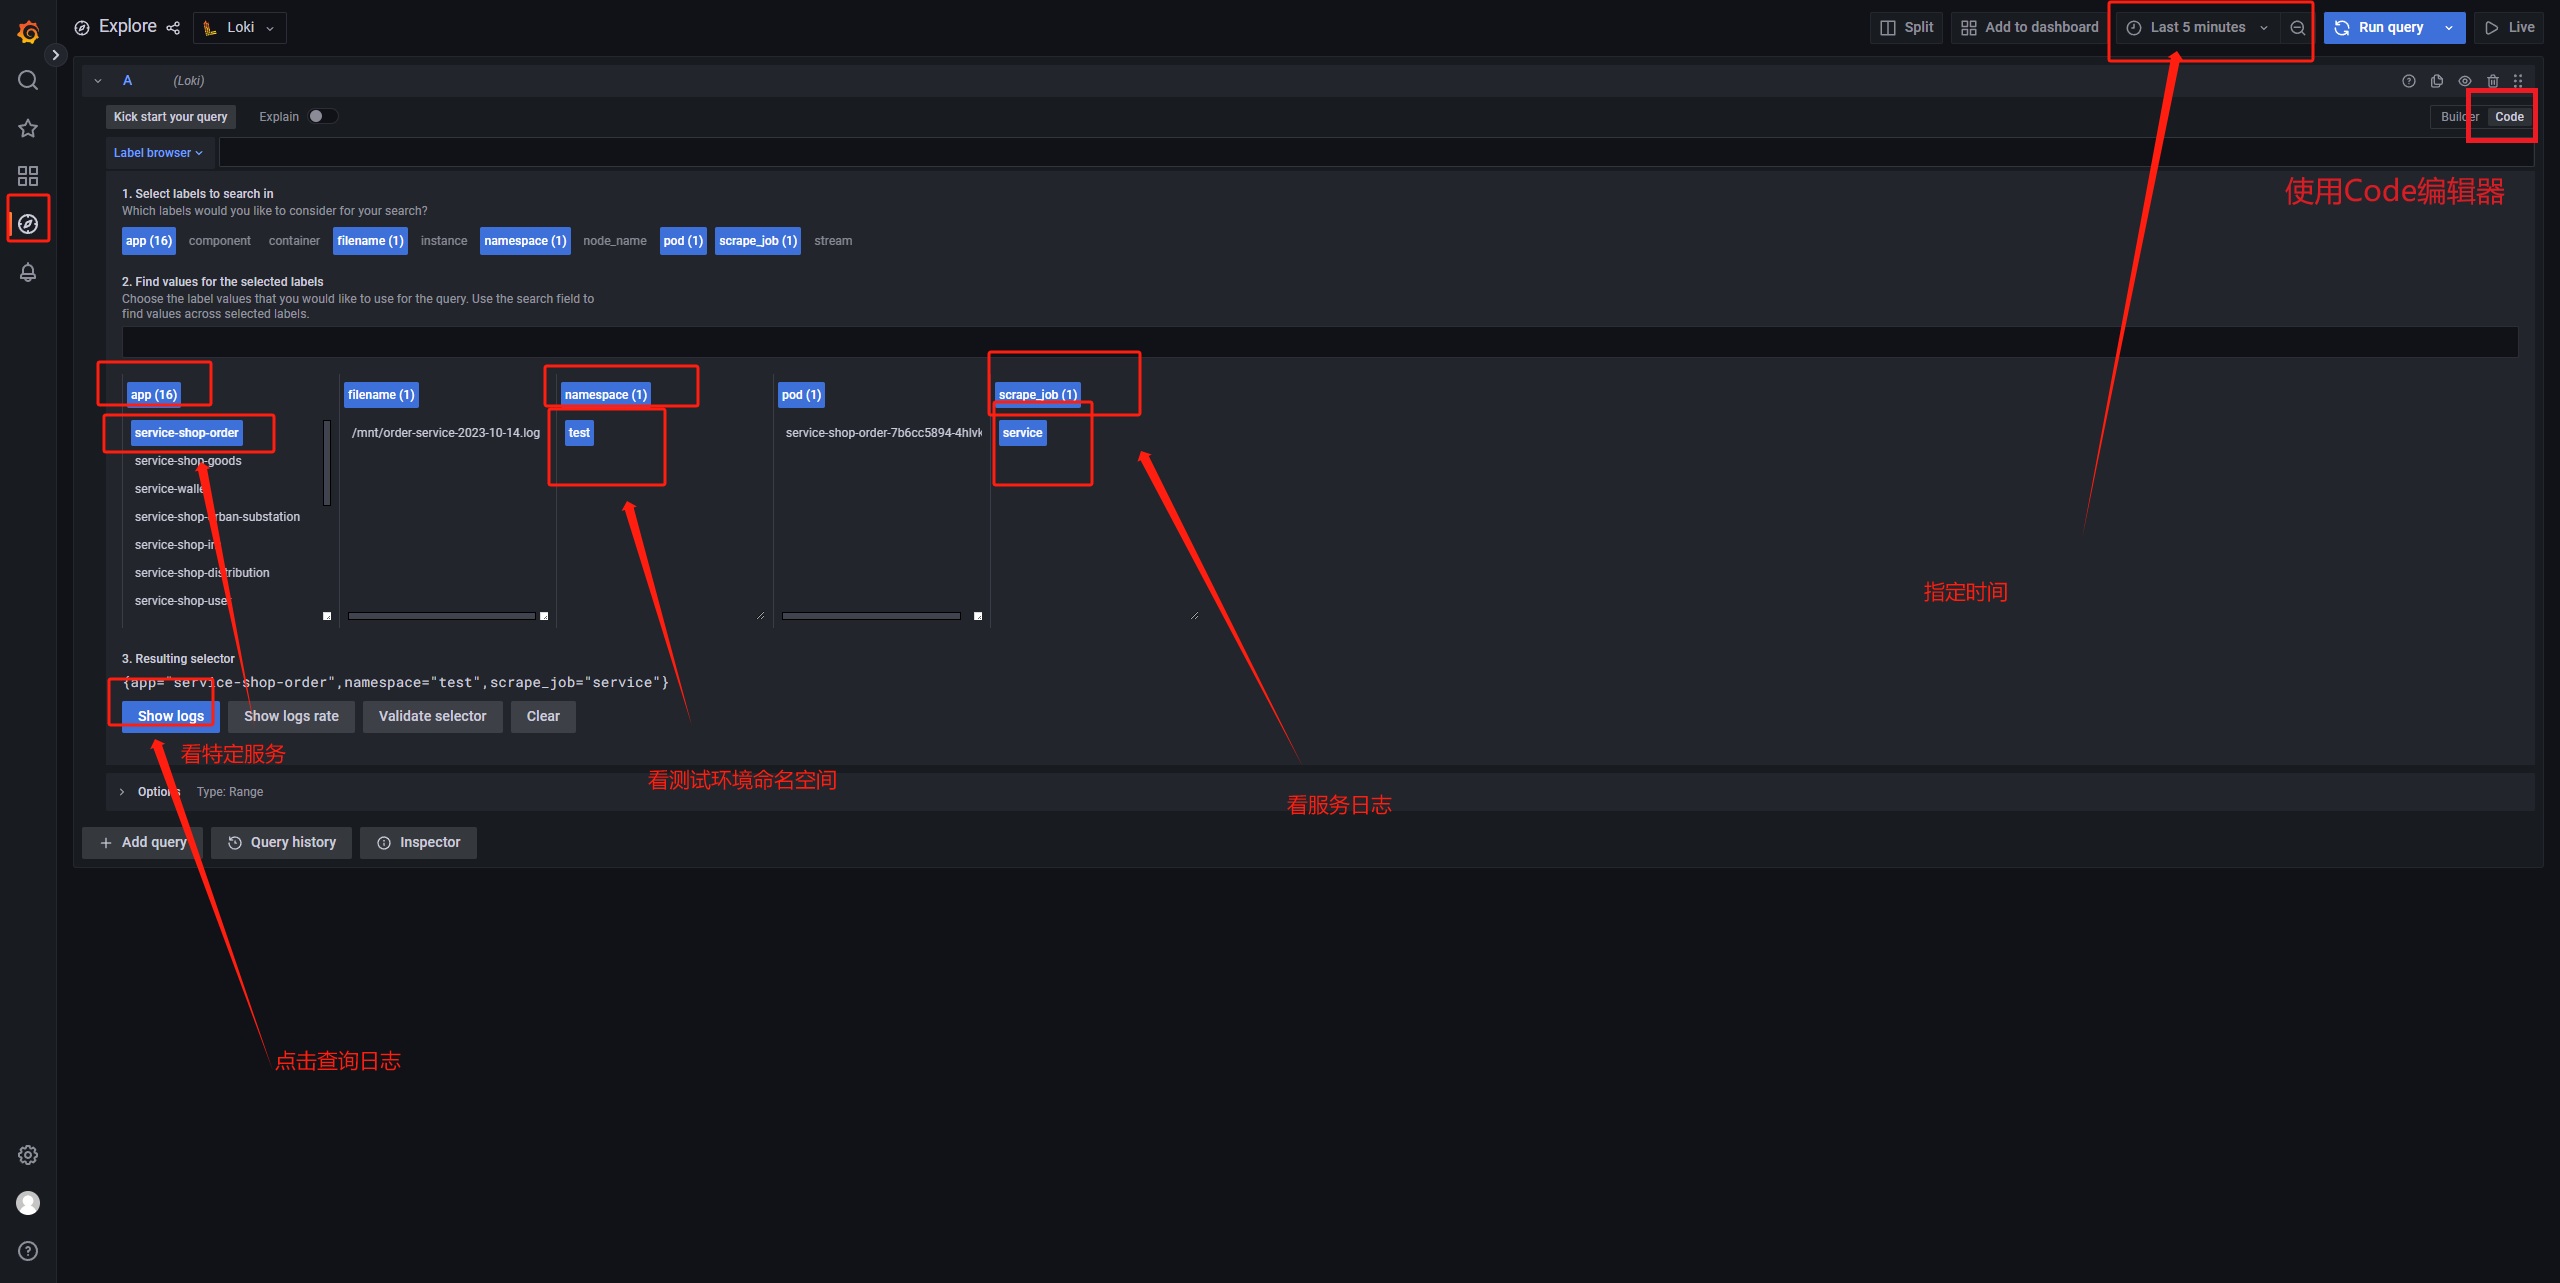 Explore
Loki
Split
Add to dashboard
Last 5 minutes
Run query
Live
A
(Loki)
Kick start your query
Explain
Builder
Code
Label browser
使用Code编辑器
1. Select labels to search in
Which labels would you like to consider for your search?
app (16)
component
container
filename (1)
instance
namespace (1)
node_name
pod (1)
scrape_job (1)
stream
2. Find values for the selected labels
Choose the label values that you would like to use for the query. Use the search field to
find values across selected labels.
app (16)
filename (1)
namespace (1)
pod (1)
scrape_job (1)
service-shop-order
/mnt/order-service-2023-10-14.log
test
service-shop-order-7b6cc5894-4hlvk
service
service-shop-goods
service-walle
service-shop-urban-substation
service-shop-im
service-shop-distribution
service-shop-user
指定时间
3. Resulting selector
{app="service-shop-order",namespace="test",scrape_job="service"}
Show logs
Show logs rate
Validate selector
Clear
看特定服务
看测试环境命名空间
看服务日志
Options
Type: Range
Add query
Query history
Inspector
点击查询日志